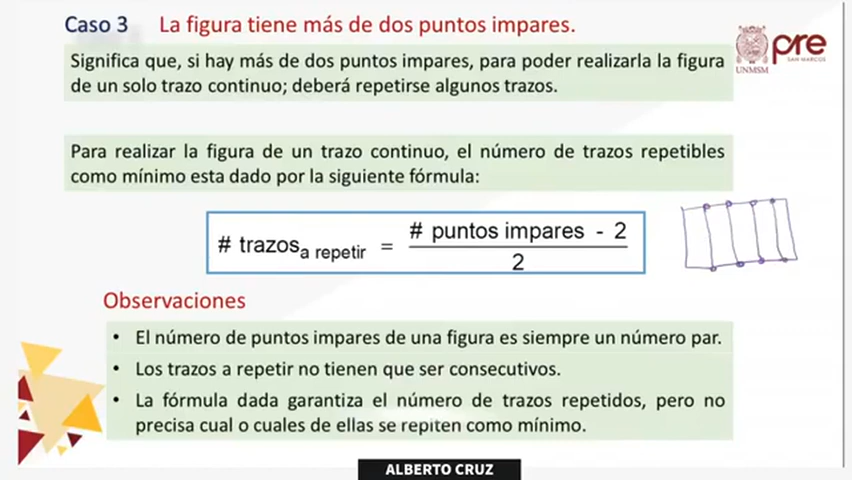 Caso 3 La figura tiene más de dos puntos impares.
UNMSM
pre
SAN MARCOS
Significa que, si hay más de dos puntos impares, para poder realizarla la figura
de un solo trazo continuo; deberá repetirse algunos trazos.
Para realizar la figura de un trazo continuo, el número de trazos repetibles
como mínimo esta dado por la siguiente fórmula:
# trazos a repetir = # puntos impares - 2
2
Observaciones
• El número de puntos impares de una figura es siempre un número par.
• Los trazos a repetir no tienen que ser consecutivos.
• La fórmula dada garantiza el número de trazos repetidos, pero no
precisa cual o cuales de ellas se repiten como mínimo.
ALBERTO CRUZ